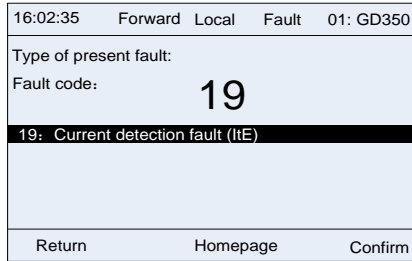 16:02:35 Forward Local Fault 01: GD350
Type of present fault:
Fault code：
19
19：Current detection fault (ItE)
Return Homepage Confirm